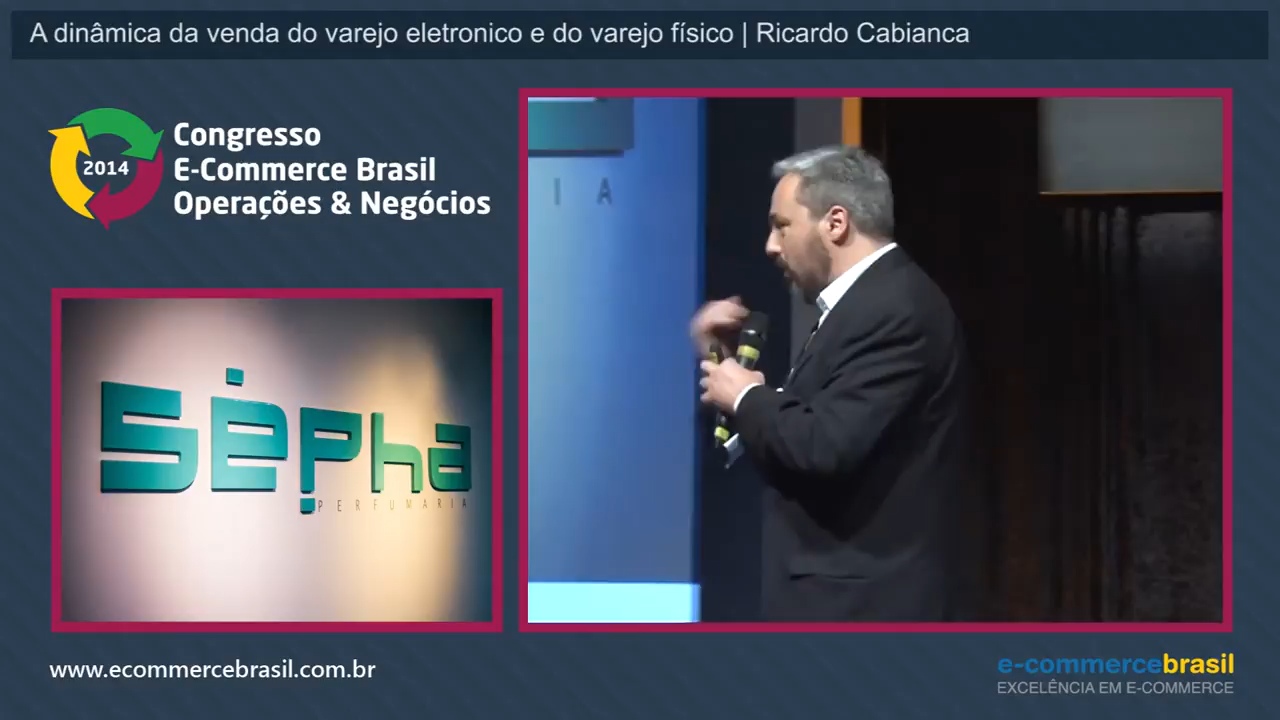 A dinâmica da venda do varejo eletronico e do varejo físico | Ricardo Cabianca
2014
Congresso
E-Commerce Brasil
Operações & Negócios
I A
sėpha
PERFUMARIA
www.ecommercebrasil.com.br
e-commercebrasil
EXCELÊNCIA EM E-COMMERCE